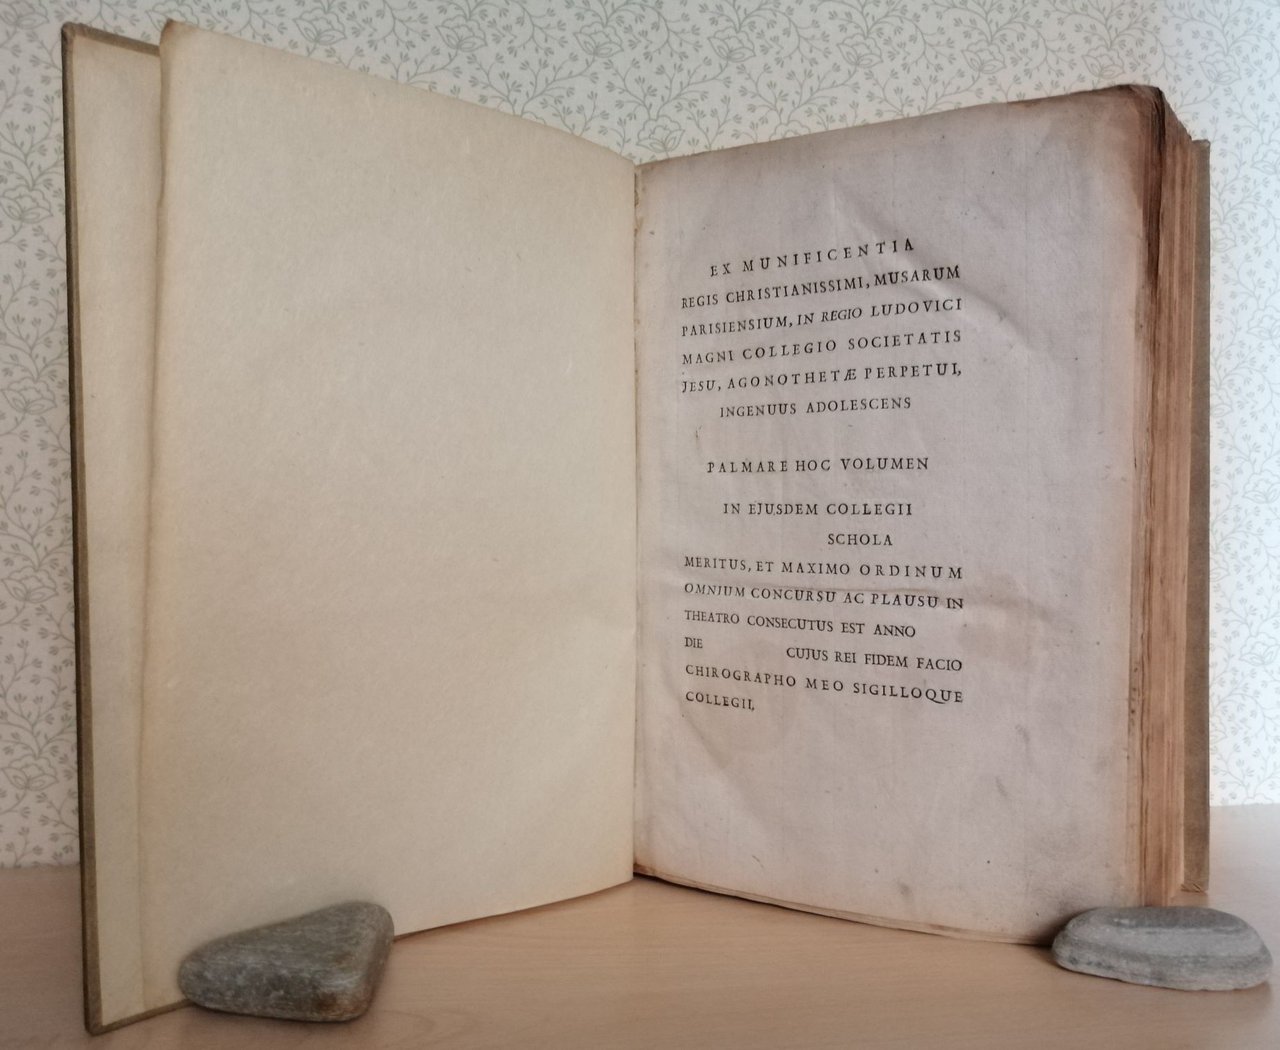 EX MUNIFICENTIA
REGIS CHRISTIANISSIMI, MUSARUM
PARISIENSIUM, IN REGIO LUDOVICI
MAGNI COLLEGIO SOCIETATIS
JESU, AGONOTHETÆ PERPETUI,
INGENUUS ADOLESCENS
PALMARE HOC VOLUMEN
IN EJUSDEM COLLEGII
SCHOLA
MERITUS, ET MAXIMO ORDINUM
OMNIUM CONCURSU AC PLAUSU IN
THEATRO CONSECUTUS EST ANNO
DIE CUJUS REI FIDEM FACIO
CHIROGRAPHO MEO SIGILLOQUE
COLLEGII,